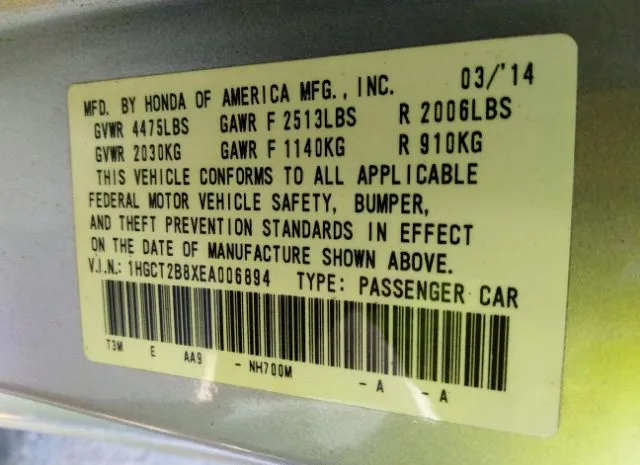 MFD. BY HONDA OF AMERICA MFG., INC. 03/'14
GVWR 4475LBS GAWR F 2513LBS R 2006LBS
GVWR 2030KG GAWR F 1140KG R 910KG
THIS VEHICLE CONFORMS TO ALL APPLICABLE
FEDERAL MOTOR VEHICLE SAFETY, BUMPER,
AND THEFT PREVENTION STANDARDS IN EFFECT
ON THE DATE OF MANUFACTURE SHOWN ABOVE.
V.I.N.: 1HGCT2B8XEA006894 TYPE: PASSENGER CAR
T3M E AA9 - NH700M - A - A